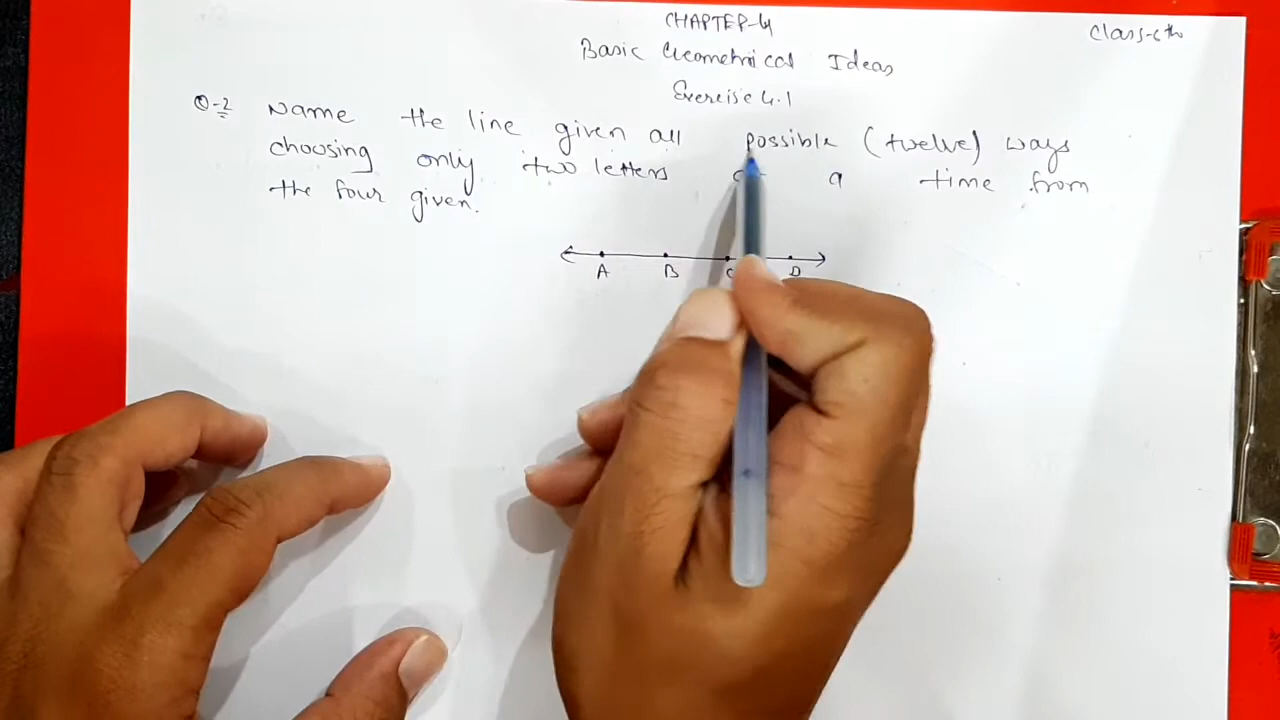 CHAPTER-4
Class-6th
Basic Geometrical Ideas
Exercise 4.1
Q-2 Name the line given all possible (twelve) ways
choosing only two letters a time from
the four given.
A B C D